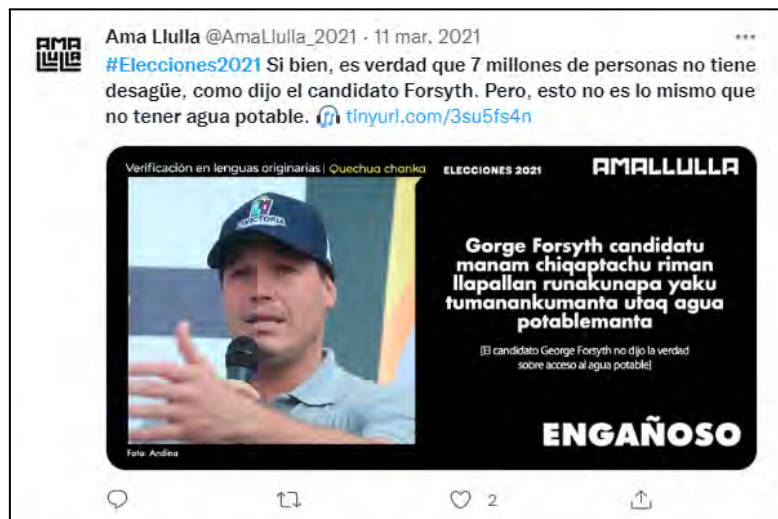 AMA
LLULLA
Ama Llulla @AmaLlulla_2021 · 11 mar. 2021
#Elecciones2021 Si bien, es verdad que 7 millones de personas no tiene
desagüe, como dijo el candidato Forsyth. Pero, esto no es lo mismo que
no tener agua potable. tinyurl.com/3su5fs4n
Verificación en lenguas originarias | Quechua chanka
ELECCIONES 2021
AMALLULLA
VICTORIA
Gorge Forsyth candidatu
manam chiqaptachu riman
llapallan runakunapa yaku
tumanankumanta utaq agua
potablemanta
[El candidato George Forsyth no dijo la verdad
sobre acceso al agua potable]
ENGAÑOSO
Foto: Andina
2